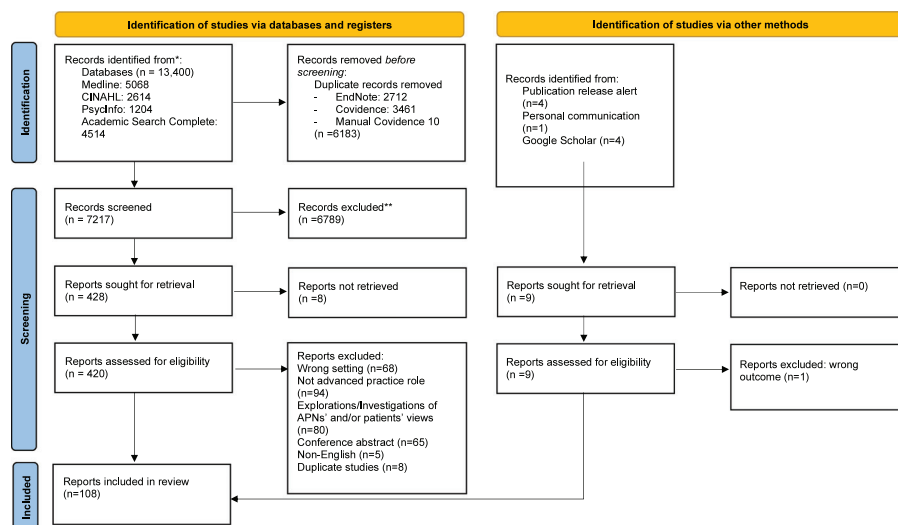 Identification of studies via databases and registers
Identification of studies via other methods
Identification
Records identified from*:
Databases (n = 13,400)
Medline: 5068
CINAHL: 2614
PsycInfo: 1204
Academic Search Complete:
4514
Records removed before
screening:
Duplicate records removed
- EndNote: 2712
- Covidence: 3461
- Manual Covidence 10
(n =6183)
Records identified from:
Publication release alert
(n=4)
Personal communication
(n=1)
Google Scholar (n=4)
Screening
Records screened
(n = 7217)
Records excluded**
(n =6789)
Reports sought for retrieval
(n = 428)
Reports not retrieved
(n =8)
Reports sought for retrieval
(n =9)
Reports not retrieved (n=0)
Reports assessed for eligibility
(n = 420)
Reports excluded:
Wrong setting (n=68)
Not advanced practice role
(n=94)
Explorations/Investigations of
APNs' and/or patients' views
(n=80)
Conference abstract (n=65)
Non-English (n=5)
Duplicate studies (n=8)
Reports assessed for eligibility
(n =9)
Reports excluded: wrong
outcome (n=1)
Included
Reports included in review
(n=108)